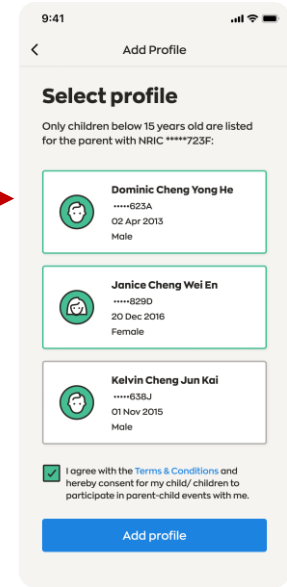 9:41
Add Profile
Select profile
Only children below 15 years old are listed
for the parent with NRIC *****723F:
Dominic Cheng Yong He
•••••623A
02 Apr 2013
Male
Janice Cheng Wei En
•••••829D
20 Dec 2016
Female
Kelvin Cheng Jun Kai
•••••638J
01 Nov 2015
Male
I agree with the Terms & Conditions and
hereby consent for my child/ children to
participate in parent-child events with me.
Add profile